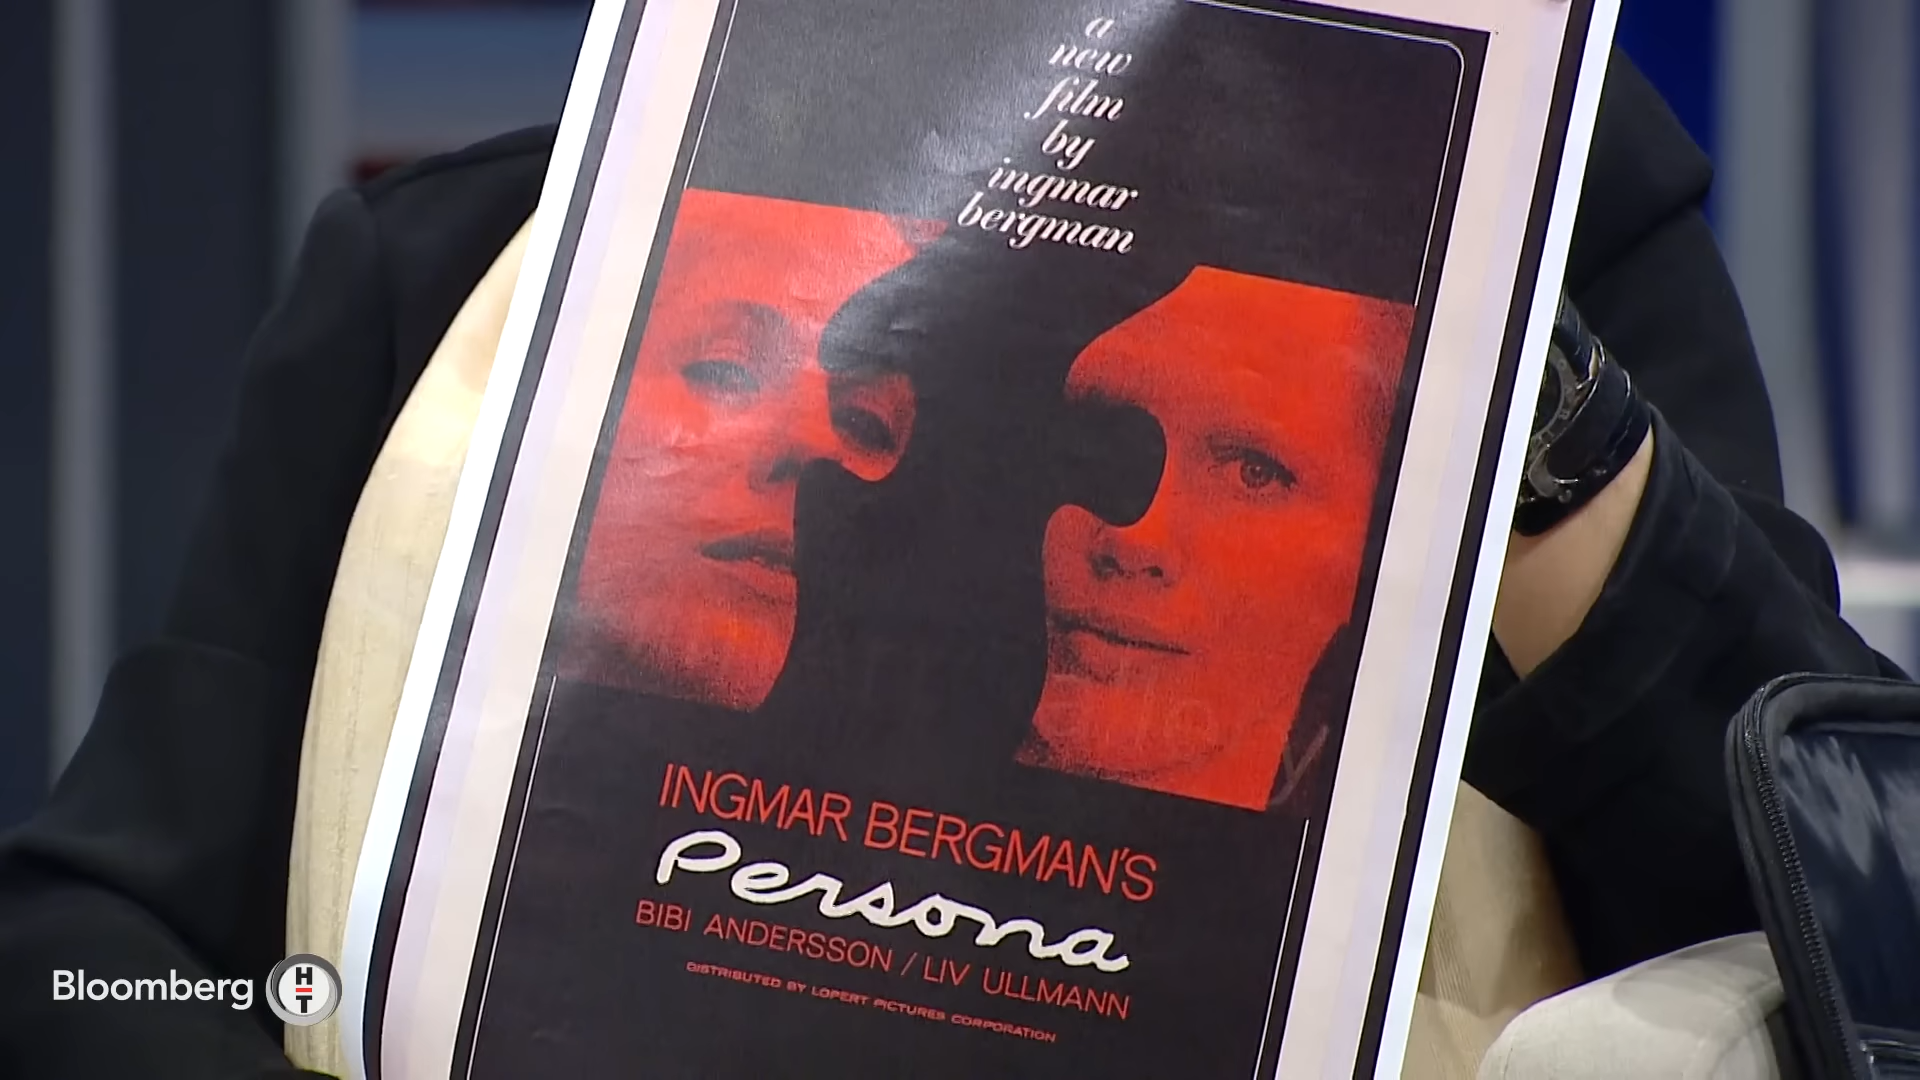 a
new
film
by
ingmar
bergman
INGMAR BERGMAN'S
Persona
BIBI ANDERSSON / LIV ULLMANN
DISTRIBUTED BY LOPERT PICTURES CORPORATION
Bloomberg HT